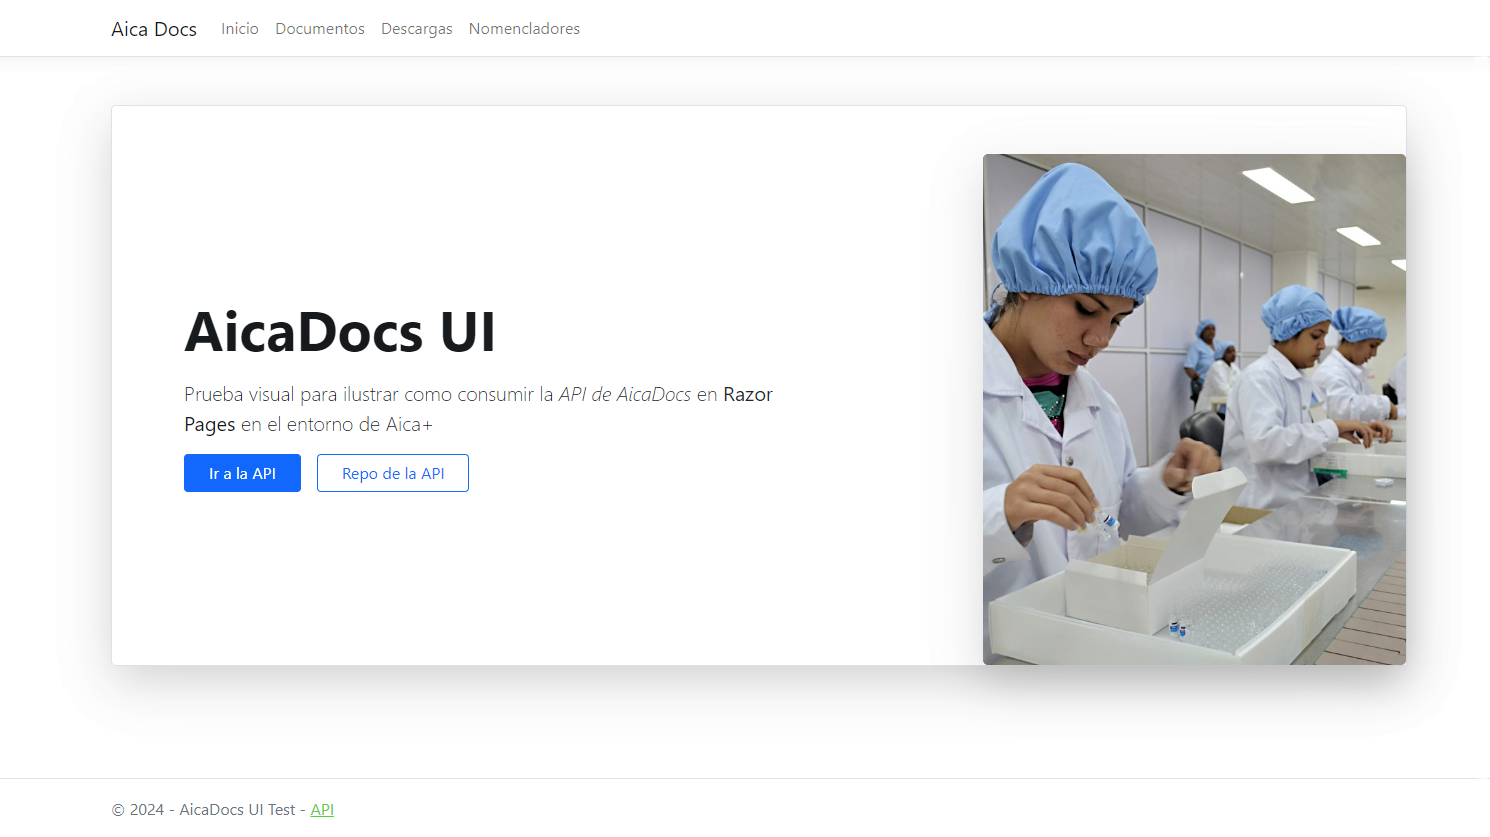 Aica Docs Inicio Documentos Descargas Nomencladores
AicaDocs UI
Prueba visual para ilustrar como consumir la API de AicaDocs en Razor
Pages en el entorno de Aica+
Ir a la API Repo de la API
© 2024 - AicaDocs UI Test - API